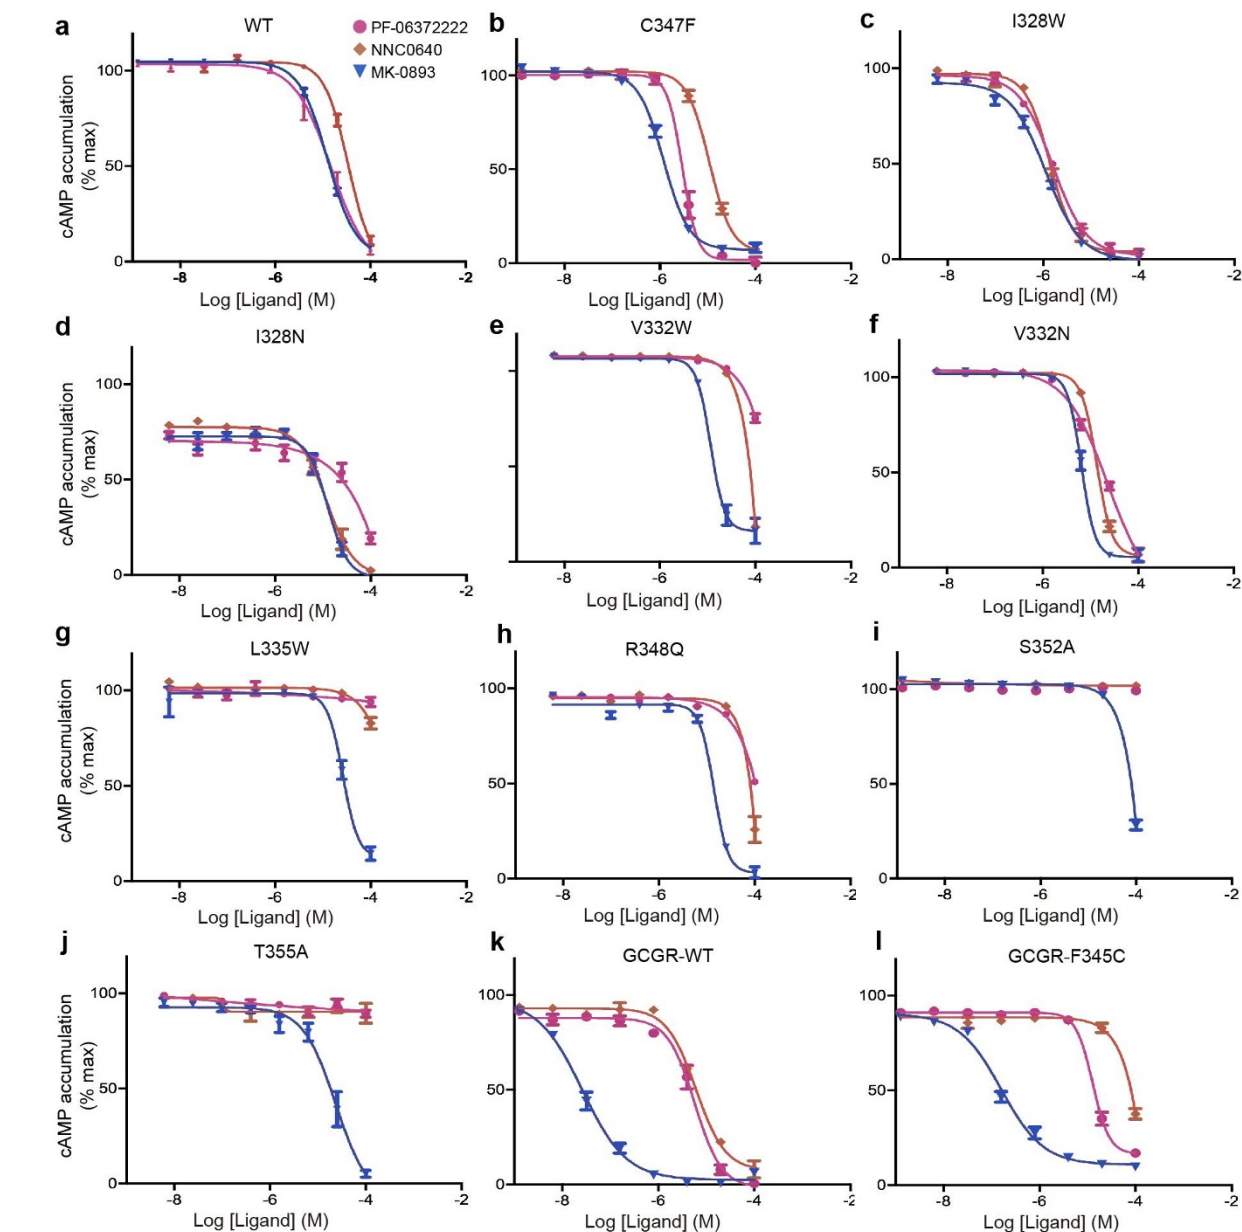 a WT
PF-06372222
NNC0640
MK-0893
cAMP accumulation
(% max)
100
50
0
-8 -6 -4 -2
Log [Ligand] (M)
b C347F
100
50
0
-8 -6 -4 -2
Log [Ligand] (M)
c I328W
100
50
0
-8 -6 -4 -2
Log [Ligand] (M)
d I328N
cAMP accumulation
(% max)
100
50
0
-8 -6 -4 -2
Log [Ligand] (M)
e V332W
-8 -6 -4 -2
Log [Ligand] (M)
f V332N
100
50
0
-8 -6 -4 -2
Log [Ligand] (M)
g L335W
cAMP accumulation
(% max)
100
50
0
-8 -6 -4 -2
Log [Ligand] (M)
h R348Q
100
50
0
-8 -6 -4 -2
Log [Ligand] (M)
i S352A
100
50
0
-8 -6 -4 -2
Log [Ligand] (M)
j T355A
cAMP accumulation
(% max)
100
50
0
-8 -6 -4 -2
Log [Ligand] (M)
k GCGR-WT
100
50
0
-8 -6 -4 -2
Log [Ligand] (M)
l GCGR-F345C
100
50
0
-8 -6 -4 -2
Log [Ligand] (M)